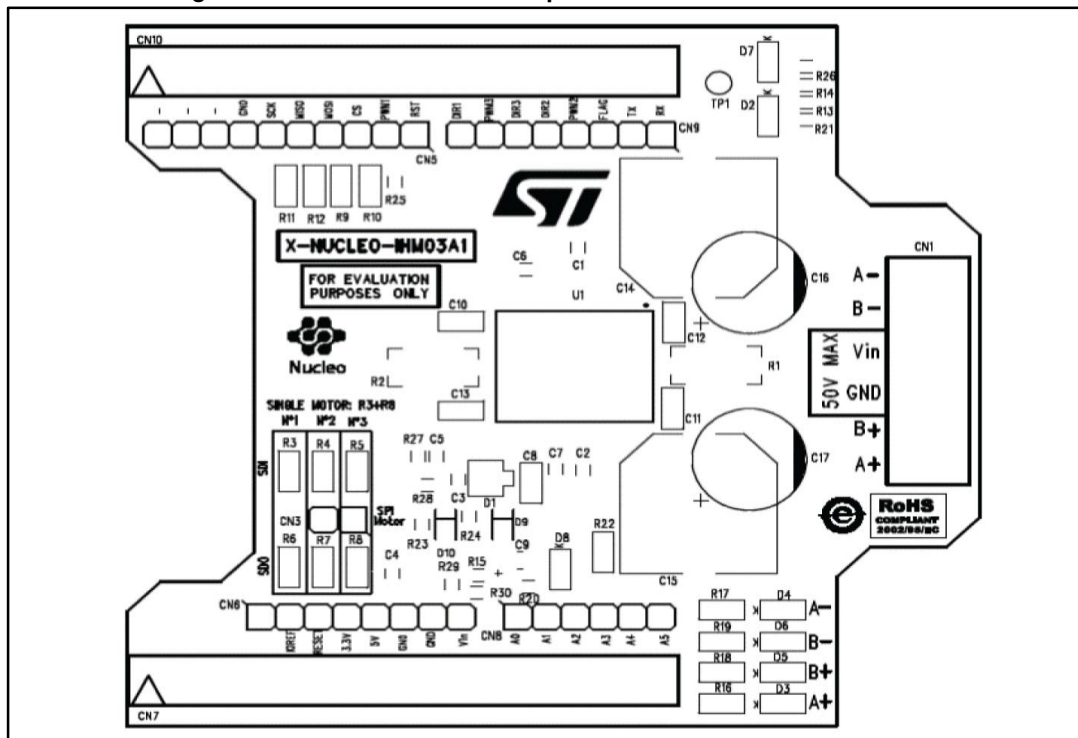 CN10
D7
R26
R14
R13
R21
TP1
D2
-
-
-
GND
SCK
MISO
MOSI
CS
PWM1
RST
DIR1
PWM3
DIR3
DIR2
PWM2
FLAG
TX
RX
CN5
CN9
R11
R12
R9
R10
R25
ST
X-NUCLEO-IHM03A1
FOR EVALUATION
PURPOSES ONLY
Nucleo
C6
C1
U1
C14
C16
CN1
A-
B-
Vin
GND
B+
A+
50V MAX
C10
C12
R2
R1
C13
C11
SINGLE MOTOR: R3+R8
N°1
N°2
N°3
R3
R4
R5
SDI
CN3
SPI
Motor
R6
R7
R8
SDO
R27
C5
C8
C7
C2
C17
R28
C3
D1
R23
D10
R24
D9
C9
D8
R22
C4
R29
R15
R30
R20
C15
RoHS
COMPLIANT
2002/95/EC
CN6
IOREF
RESET
3.3V
5V
GND
GND
Vin
CN8
A0
A1
A2
A3
A4
A5
R17
D4
A-
R19
D6
B-
R18
D5
B+
R16
D3
A+
CN7